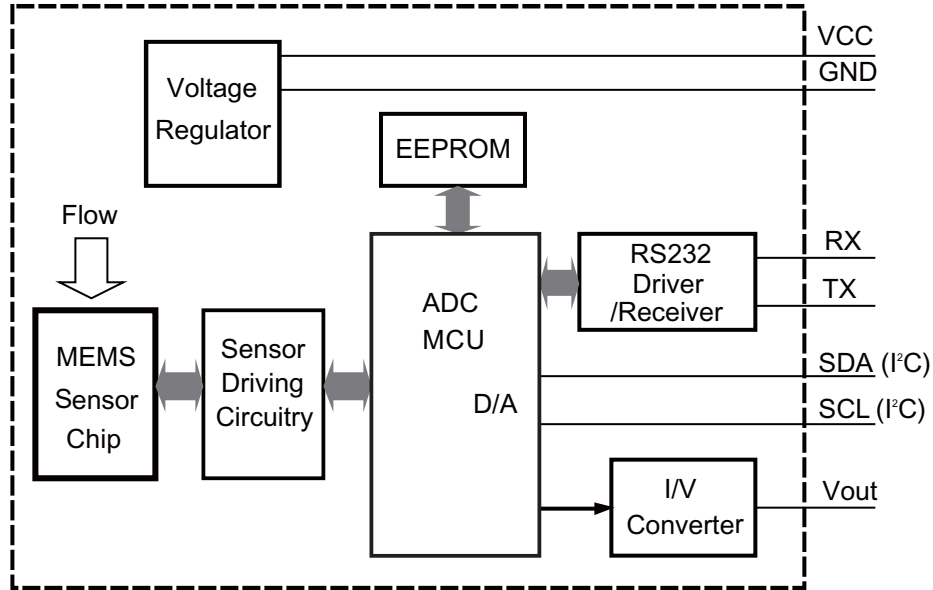 VCC
GND
Voltage
Regulator
EEPROM
Flow
RX
RS232
Driver
/Receiver
TX
ADC
MCU
D/A
MEMS
Sensor
Chip
Sensor
Driving
Circuitry
SDA (I²C)
SCL (I²C)
I/V
Converter
Vout